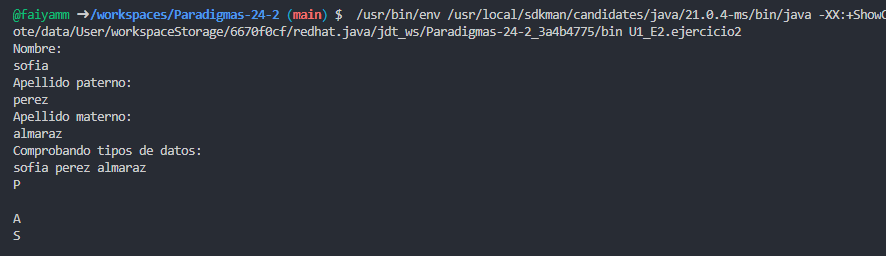 @faiyamm ➜/workspaces/Paradigmas-24-2 (main) $  /usr/bin/env /usr/local/sdkman/candidates/java/21.0.4-ms/bin/java -XX:+ShowC
ote/data/User/workspaceStorage/6670f0cf/redhat.java/jdt_ws/Paradigmas-24-2_3a4b4775/bin U1_E2.ejercicio2
Nombre:
sofia
Apellido paterno:
perez
Apellido materno:
almaraz
Comprobando tipos de datos:
sofia perez almaraz
P
A
S